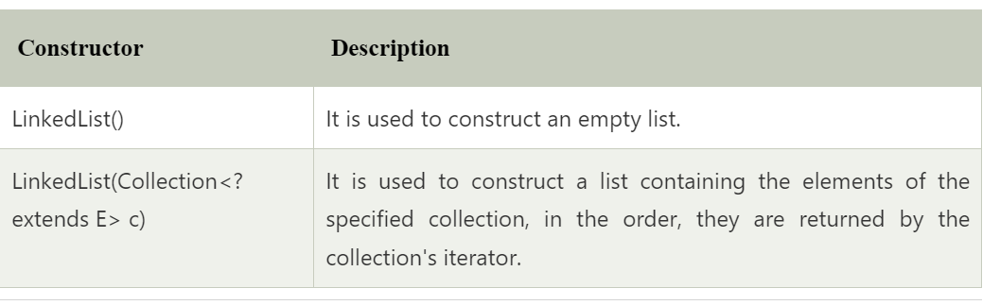 Constructor Description
LinkedList() It is used to construct an empty list.
LinkedList(Collection<? It is used to construct a list containing the elements of the
extends E> c) specified collection, in the order, they are returned by the
collection's iterator.